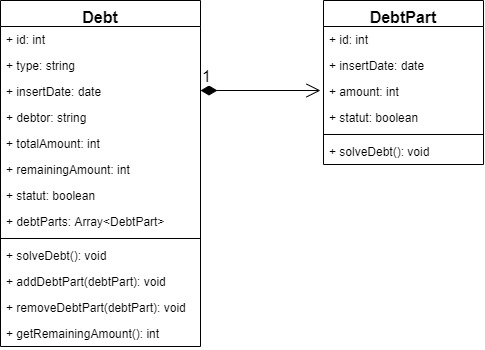 Debt
+ id: int
+ type: string
+ insertDate: date
+ debtor: string
+ totalAmount: int
+ remainingAmount: int
+ statut: boolean
+ debtParts: Array<DebtPart>
+ solveDebt(): void
+ addDebtPart(debtPart): void
+ removeDebtPart(debtPart): void
+ getRemainingAmount(): int
1
DebtPart
+ id: int
+ insertDate: date
+ amount: int
+ statut: boolean
+ solveDebt(): void